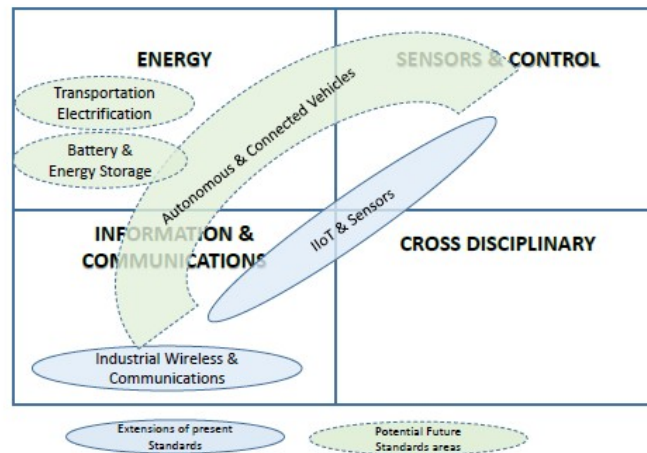 ENERGY
SENSORS & CONTROL
Transportation
Electrification
Battery &
Energy Storage
Autonomous & Connected Vehicles
IIoT & Sensors
INFORMATION &
COMMUNICATIONS
CROSS DISCIPLINARY
Industrial Wireless &
Communications
Extensions of present
Standards
Potential Future
Standards areas